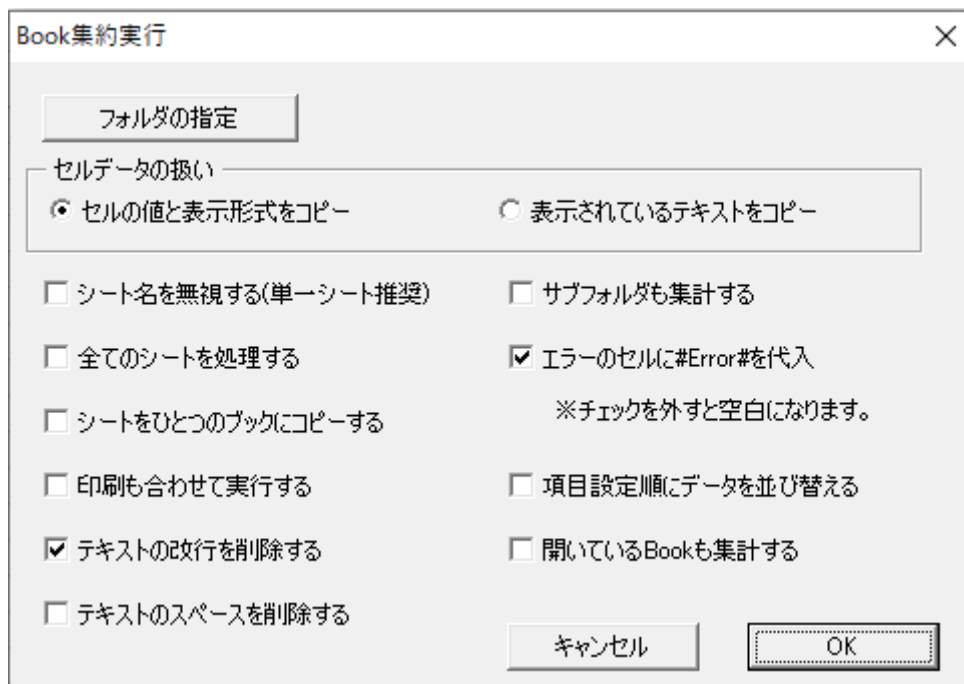 Book集約実行
フォルダの指定
セルデータの扱い
セルの値と表示形式をコピー
表示されているテキストをコピー
シート名を無視する(単一シート推奨)
サブフォルダも集計する
全てのシートを処理する
エラーのセルに#Error#を代入
※チェックを外すと空白になります。
シートをひとつのブックにコピーする
印刷も合わせて実行する
項目設定順にデータを並び替える
テキストの改行を削除する
開いているBookも集計する
テキストのスペースを削除する
キャンセル
OK